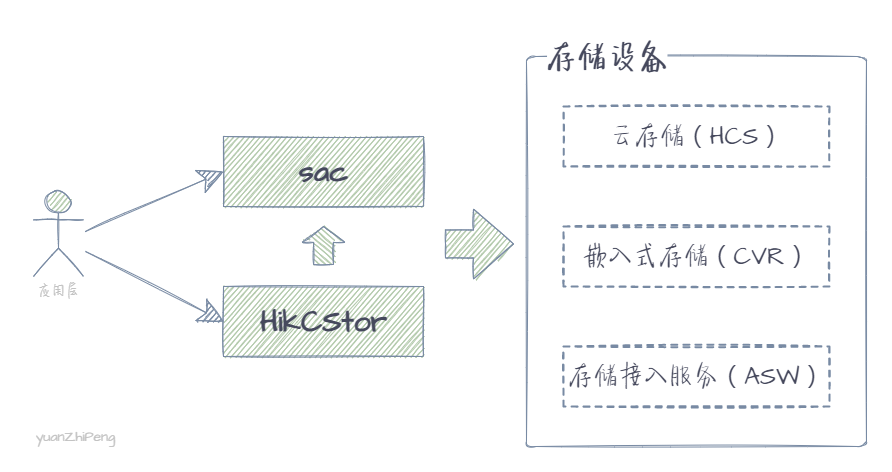 存储设备
云存储（HCS）
sac
嵌入式存储（CVR）
应用层
HikCStor
存储接入服务（ASW）
yuanZhiPeng